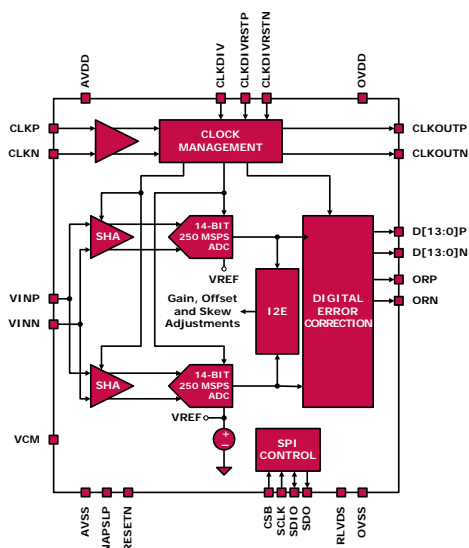 AVDD
CLKDIV
CLKDIVRSTP
CLKDIVRSTN
OVDD
CLKP
CLKN
CLOCK
MANAGEMENT
CLKOUTP
CLKOUTN
SHA
14-BIT
250 MSPS
ADC
VREF
D[13:0]P
D[13:0]N
ORP
ORN
VINP
VINN
Gain, Offset
and Skew
Adjustments
I2E
DIGITAL
ERROR
CORRECTION
SHA
14-BIT
250 MSPS
ADC
VREF
+
–
VCM
SPI
CONTROL
AVSS
NAPSLP
RESETN
CSB
SCLK
SDIO
SDO
RLVDS
OVSS